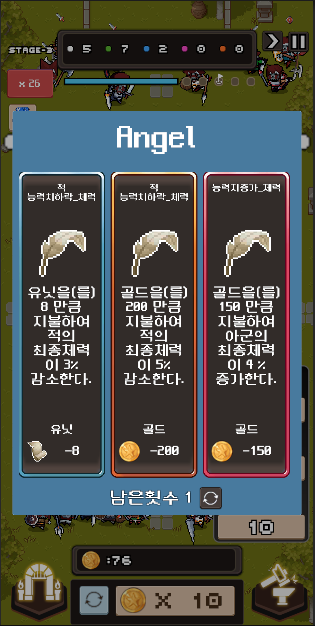 STAGE-3
5 7 2 0 0
x 26
Angel
적
능력치하락_체력
유닛을(를)
8 만큼
지불하여
적의
최종체력
이 3%
감소한다.
유닛
-8
적
능력치하락_체력
골드을(를)
200 만큼
지불하여
적의
최종체력
이 5%
감소한다.
골드
-200
능력치증가_체력
골드을(를)
150 만큼
지불하여
아군의
최종체력
이 4 %
증가한다.
골드
-150
남은횟수 1
10
:76
X 10